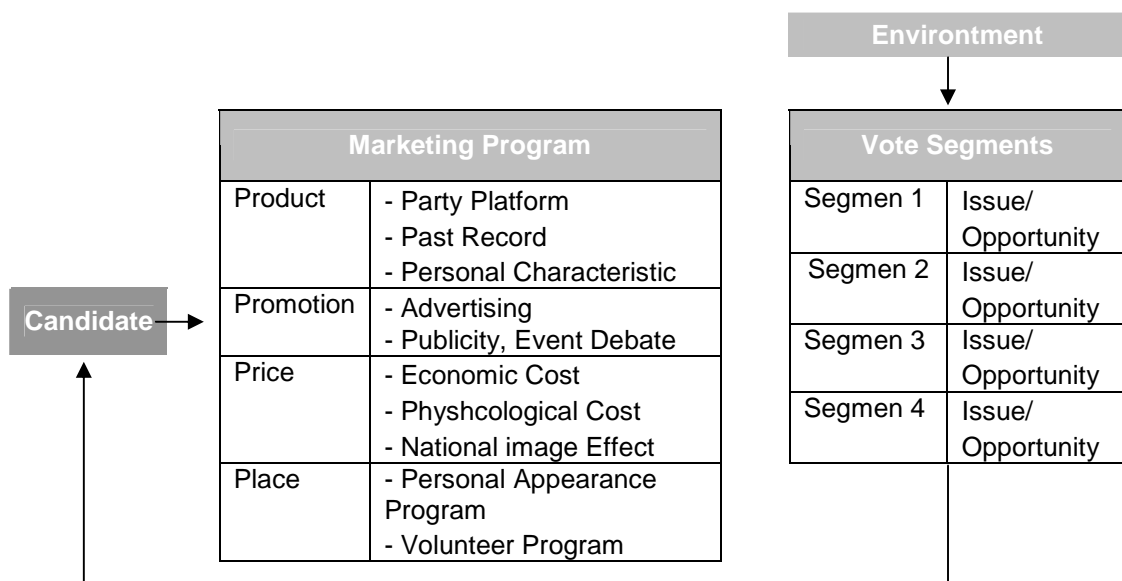 Environtment
Marketing Program
Product
- Party Platform
- Past Record
- Personal Characteristic
Promotion
- Advertising
- Publicity, Event Debate
Price
- Economic Cost
- Physhcological Cost
- National image Effect
Place
- Personal Appearance
Program
- Volunteer Program
Candidate
Vote Segments
Segmen 1
Issue/
Opportunity
Segmen 2
Issue/
Opportunity
Segmen 3
Issue/
Opportunity
Segmen 4
Issue/
Opportunity